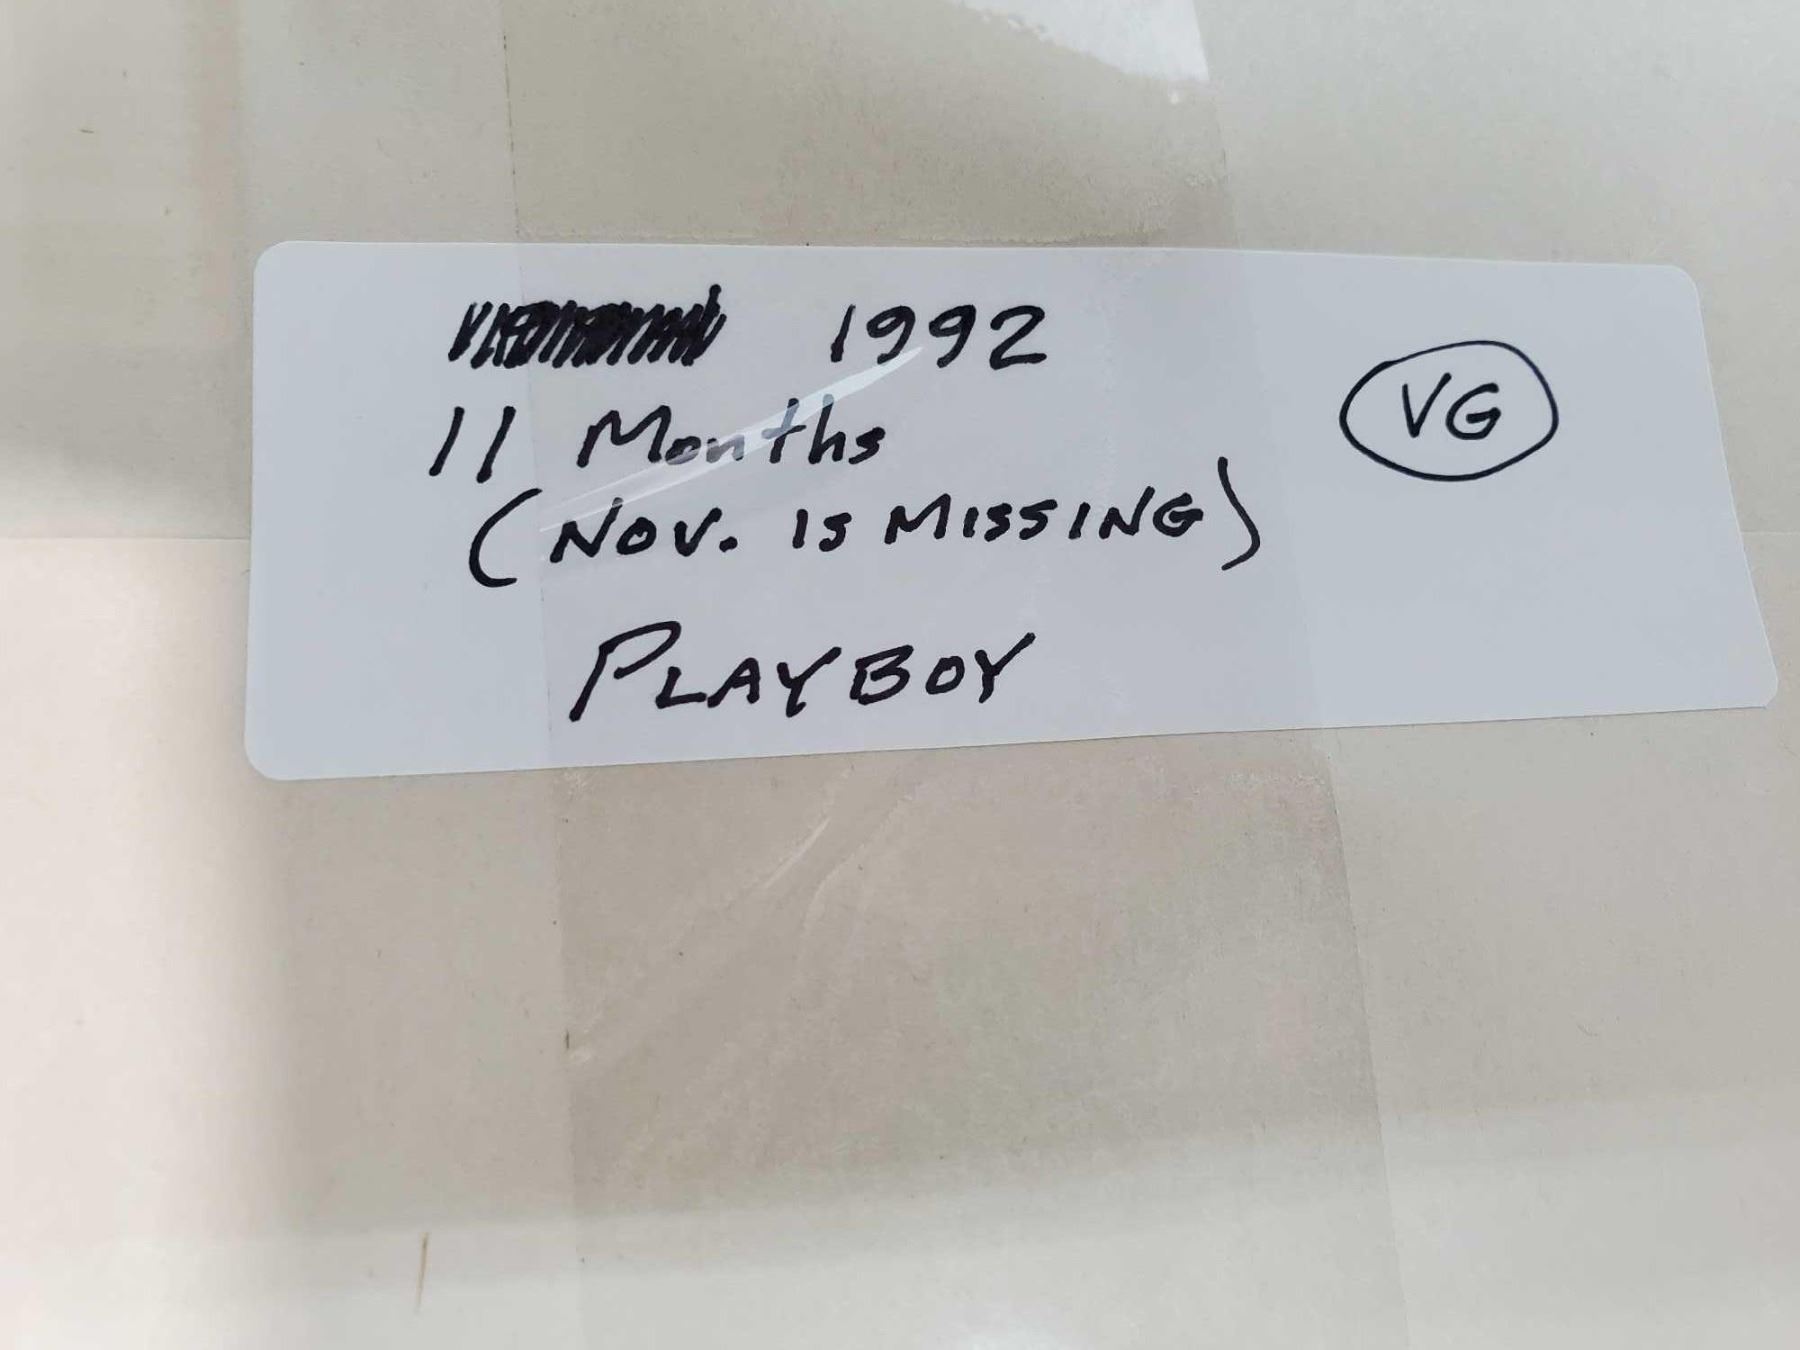 1992
11 Months
(NOV. IS MISSING)
VG
PLAYBOY